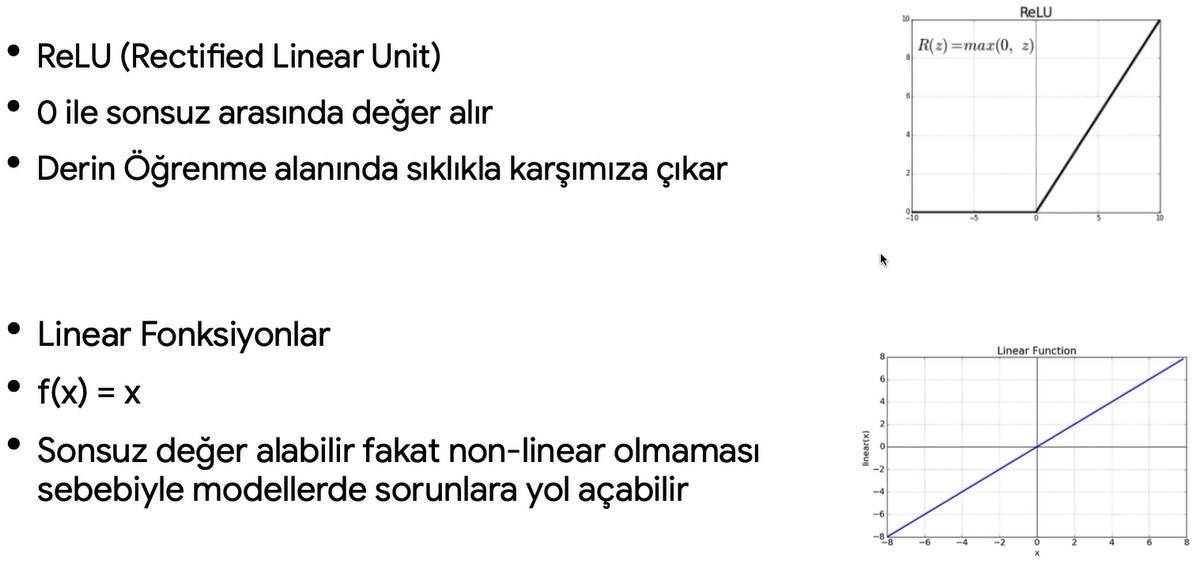 • ReLU (Rectified Linear Unit)
• 0 ile sonsuz arasında değer alır
• Derin Öğrenme alanında sıklıkla karşımıza çıkar
ReLU
R(z)=max(0, z)
10
8
6
4
2
0
-10 -5 0 5 10
• Linear Fonksiyonlar
• f(x) = x
• Sonsuz değer alabilir fakat non-linear olmaması
sebebiyle modellerde sorunlara yol açabilir
Linear Function
linear(x)
8
6
4
2
0
−2
−4
−6
−8
−8 −6 −4 −2 0 2 4 6 8
x